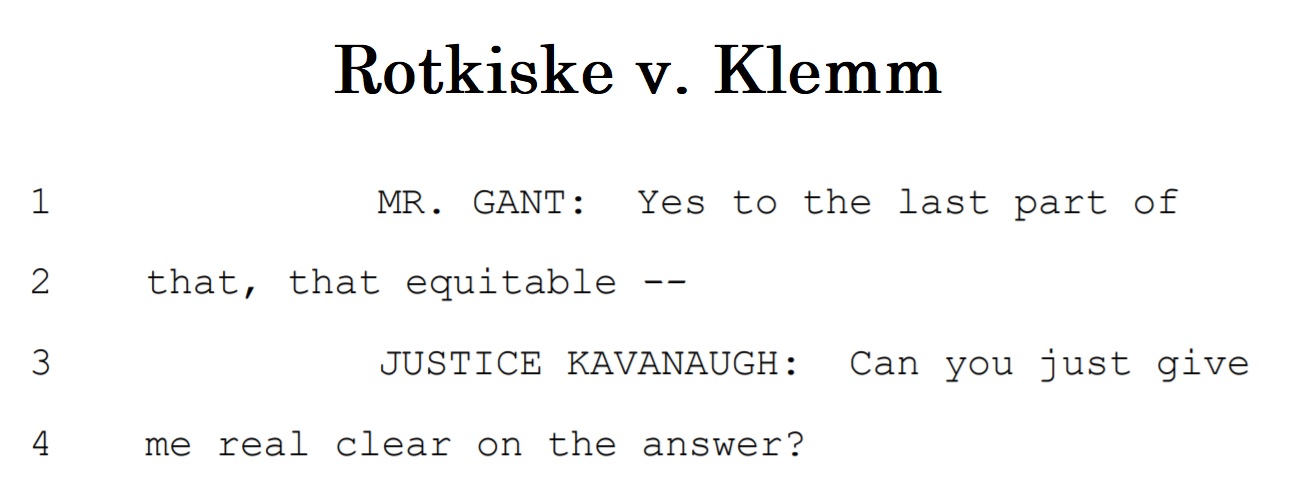 Rotkiske v. Klemm
1 MR. GANT: Yes to the last part of
2 that, that equitable --
3 JUSTICE KAVANAUGH: Can you just give
4 me real clear on the answer?